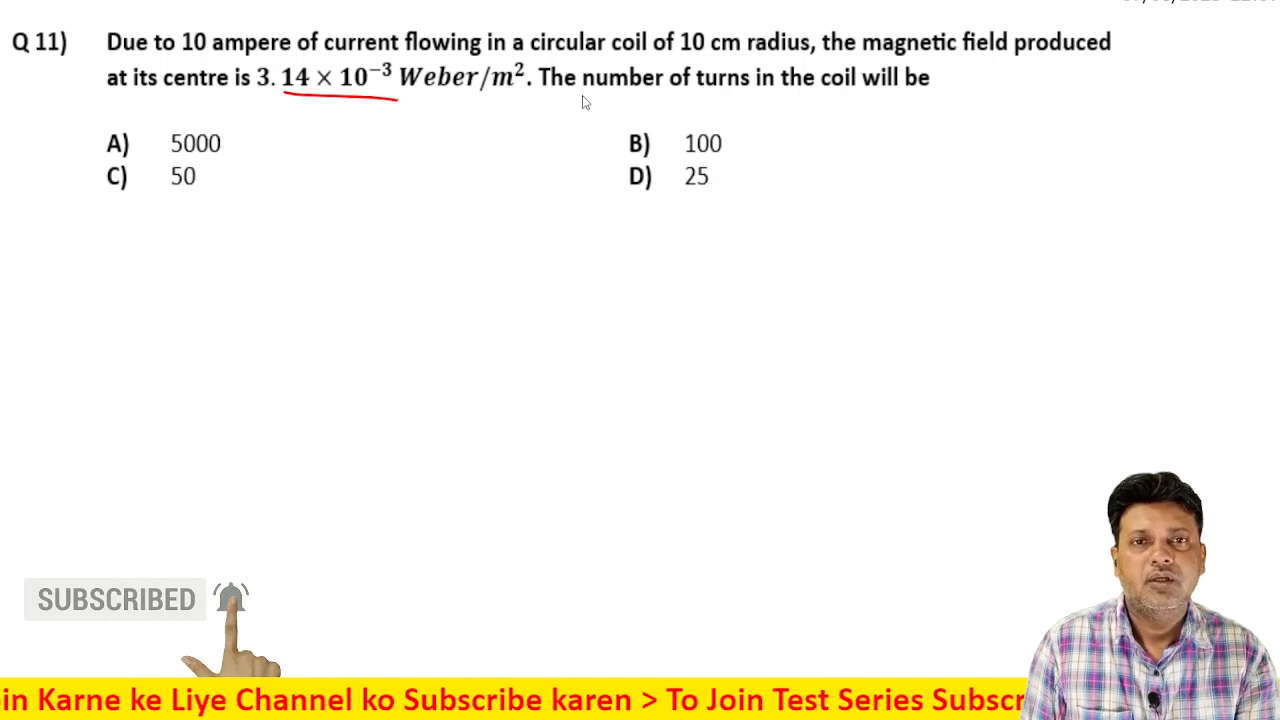 Q 11) Due to 10 ampere of current flowing in a circular coil of 10 cm radius, the magnetic field produced
at its centre is 3.14 × 10⁻³ Weber/m². The number of turns in the coil will be
A) 5000 B) 100
C) 50 D) 25
SUBSCRIBED
in Karne ke Liye Channel ko Subscribe karen > To Join Test Series Subscr